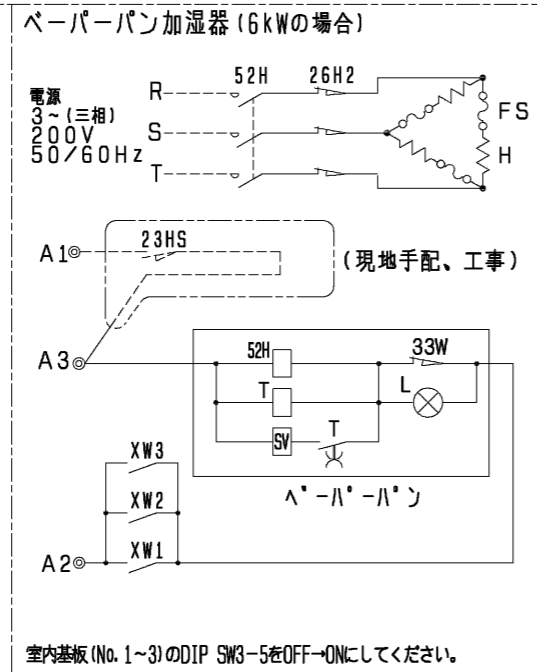 ベーパーパン加湿器(6kWの場合)
電源
3~(三相)
200V
50/60Hz
R
S
T
52H
26H2
FS
H
A1
23HS
(現地手配、工事)
A3
52H
33W
T
L
SV
T
ベーパーパン
XW3
XW2
XW1
A2
室内基板(No.1~3)のDIP SW3-5をOFF→ONにしてください。